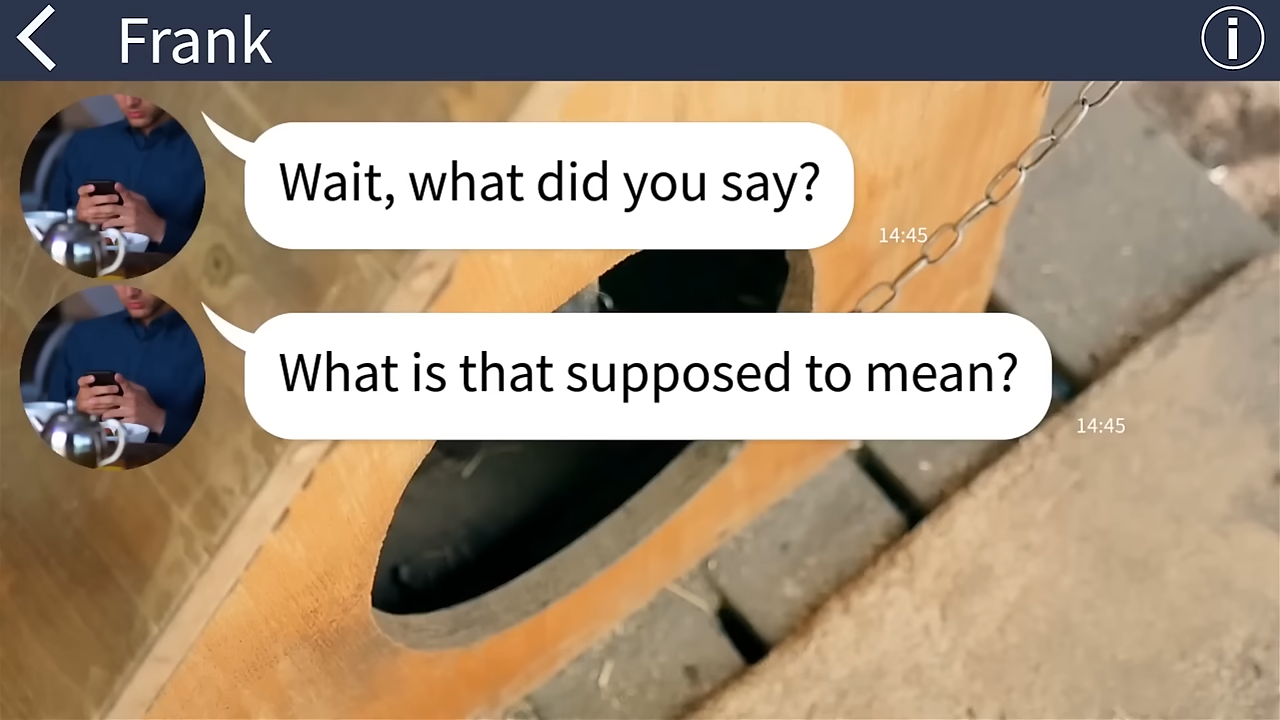 Frank
Wait, what did you say?
14:45
What is that supposed to mean?
14:45